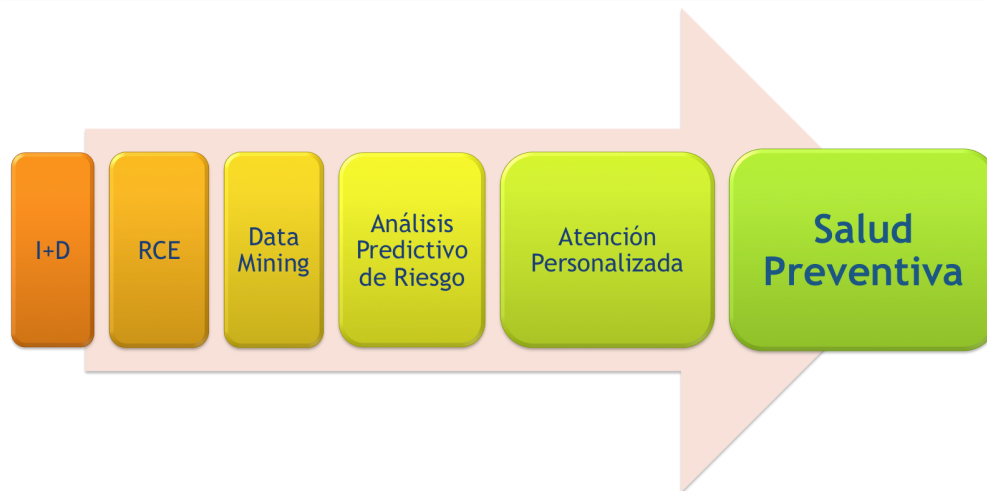 I+D
RCE
Data
Mining
Análisis
Predictivo
de Riesgo
Atención
Personalizada
Salud
Preventiva